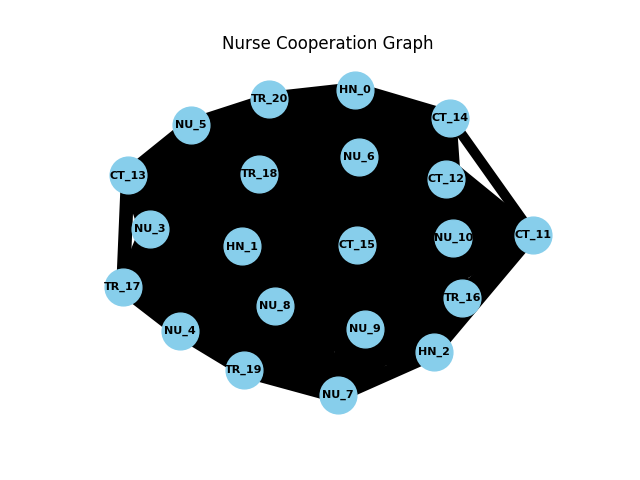 Nurse Cooperation Graph
HN_0
TR_20
CT_14
NU_5
NU_6
TR_18
CT_13
CT_12
NU_3
CT_11
NU_10
CT_15
HN_1
TR_17
TR_16
NU_8
NU_9
NU_4
HN_2
TR_19
NU_7